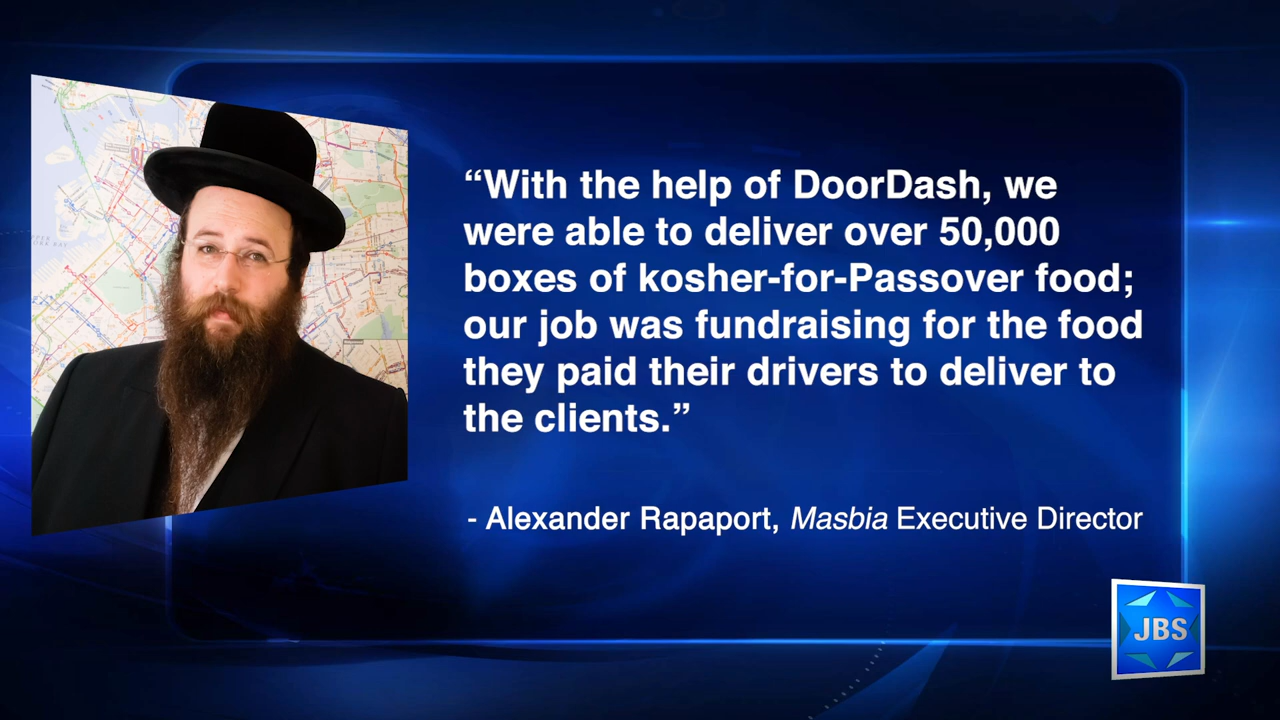 “With the help of DoorDash, we
were able to deliver over 50,000
boxes of kosher-for-Passover food;
our job was fundraising for the food
they paid their drivers to deliver to
the clients.”
- Alexander Rapaport, Masbia Executive Director
JBS